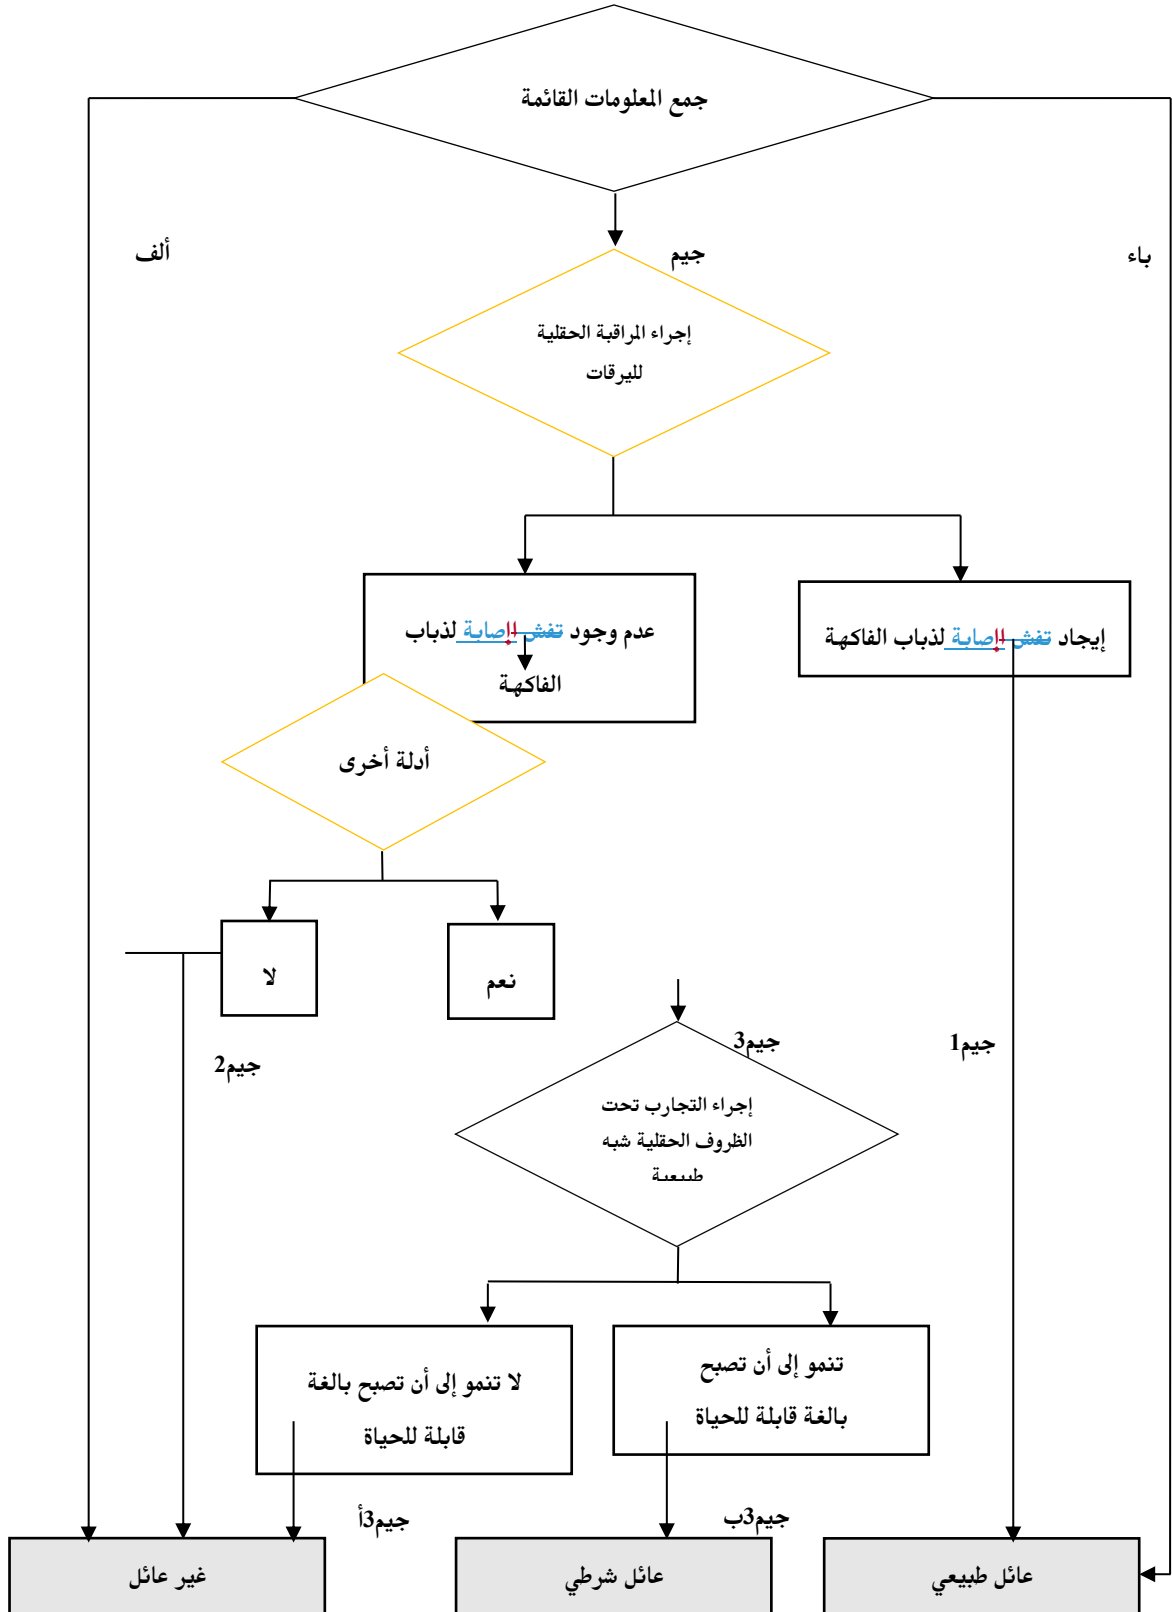 جمع المعلومات القائمة
ألف
جيم
باء
إجراء المراقبة الحقلية
لليرقات
إيجاد تفش إصابة لذباب الفاكهة
عدم وجود تفش إصابة لذباب
الفاكهة
أدلة أخرى
لا
نعم
جيم1
جيم2
جيم3
إجراء التجارب تحت
الظروف الحقلية شبه
طبيعية
تنمو إلى أن تصبح
بالغة قابلة للحياة
لا تنمو إلى أن تصبح بالغة
قابلة للحياة
جيم3ب
جيم3أ
عائل طبيعي
عائل شرطي
غير عائل